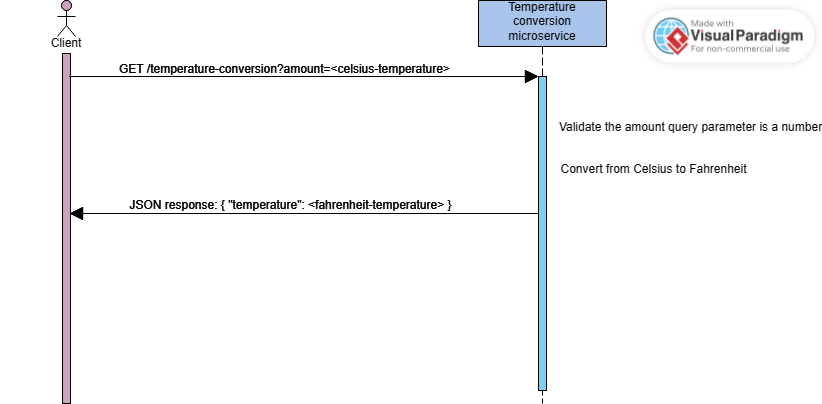 Temperature
conversion
microservice
Made with
Visual Paradigm
For non-commercial use
Client
GET /temperature-conversion?amount=<celsius-temperature>
Validate the amount query parameter is a number
Convert from Celsius to Fahrenheit
JSON response: { "temperature": <fahrenheit-temperature> }